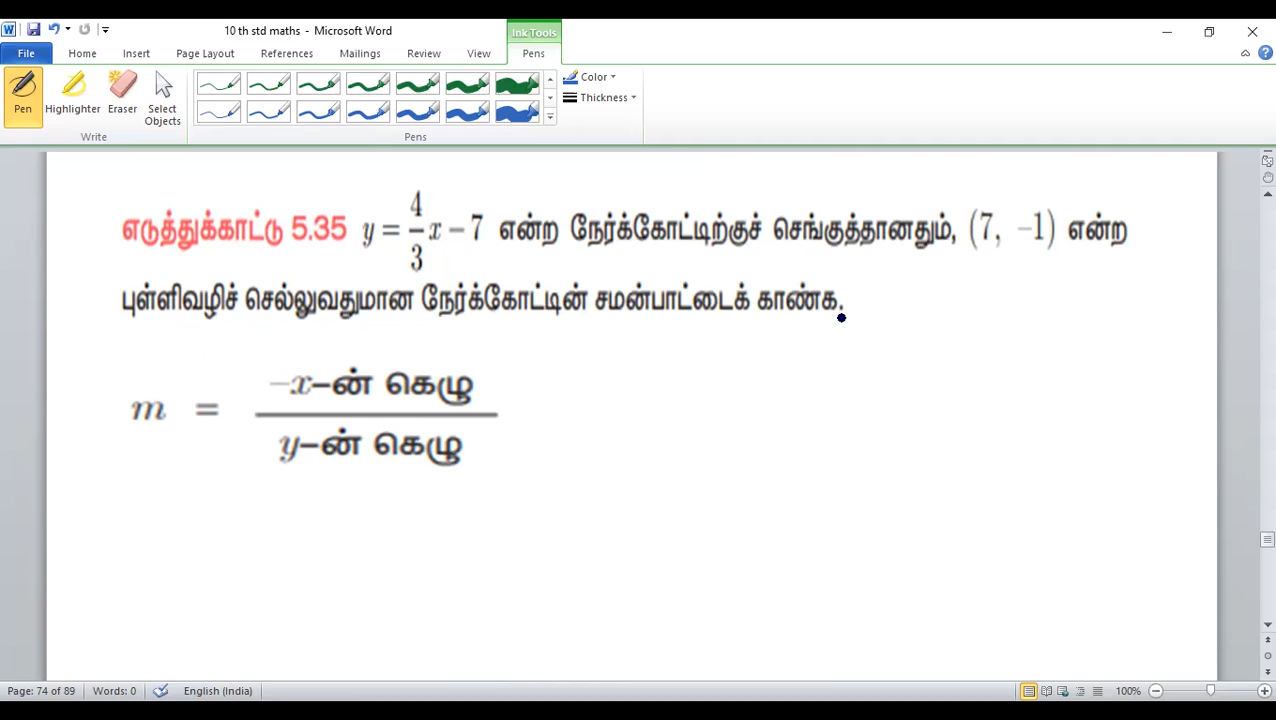 10 th std maths - Microsoft Word
Ink Tools
File Home Insert Page Layout References Mailings Review View Pens
Pen Highlighter Eraser Select Objects
Color
Thickness
Write Pens
எடுத்துக்காட்டு 5.35 y = 4/3 x − 7 என்ற நேர்க்கோட்டிற்குச் செங்குத்தானதும், (7, −1) என்ற
புள்ளிவழிச் செல்லுவதுமான நேர்க்கோட்டின் சமன்பாட்டைக் காண்க.
m = −x−ன் கெழு / y−ன் கெழு
Page: 74 of 89 Words: 0 English (India) 100%